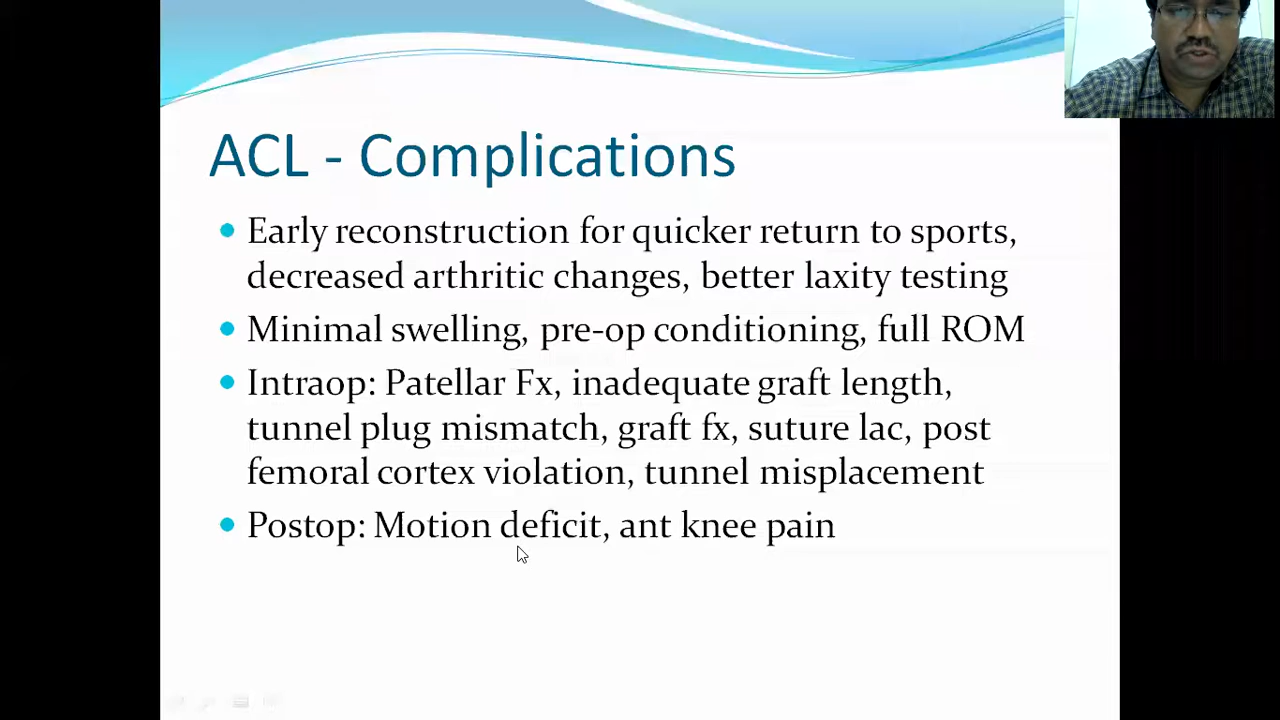 ACL - Complications
Early reconstruction for quicker return to sports,
decreased arthritic changes, better laxity testing
Minimal swelling, pre-op conditioning, full ROM
Intraop: Patellar Fx, inadequate graft length,
tunnel plug mismatch, graft fx, suture lac, post
femoral cortex violation, tunnel misplacement
Postop: Motion deficit, ant knee pain